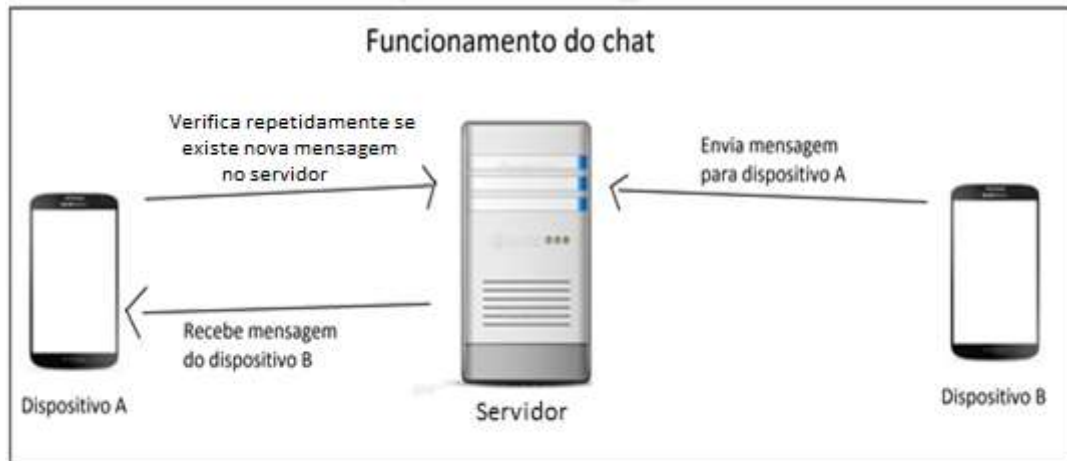 Funcionamento do chat
Verifica repetidamente se
existe nova mensagem
no servidor
Envia mensagem
para dispositivo A
Recebe mensagem
do dispositivo B
Dispositivo A
Servidor
Dispositivo B